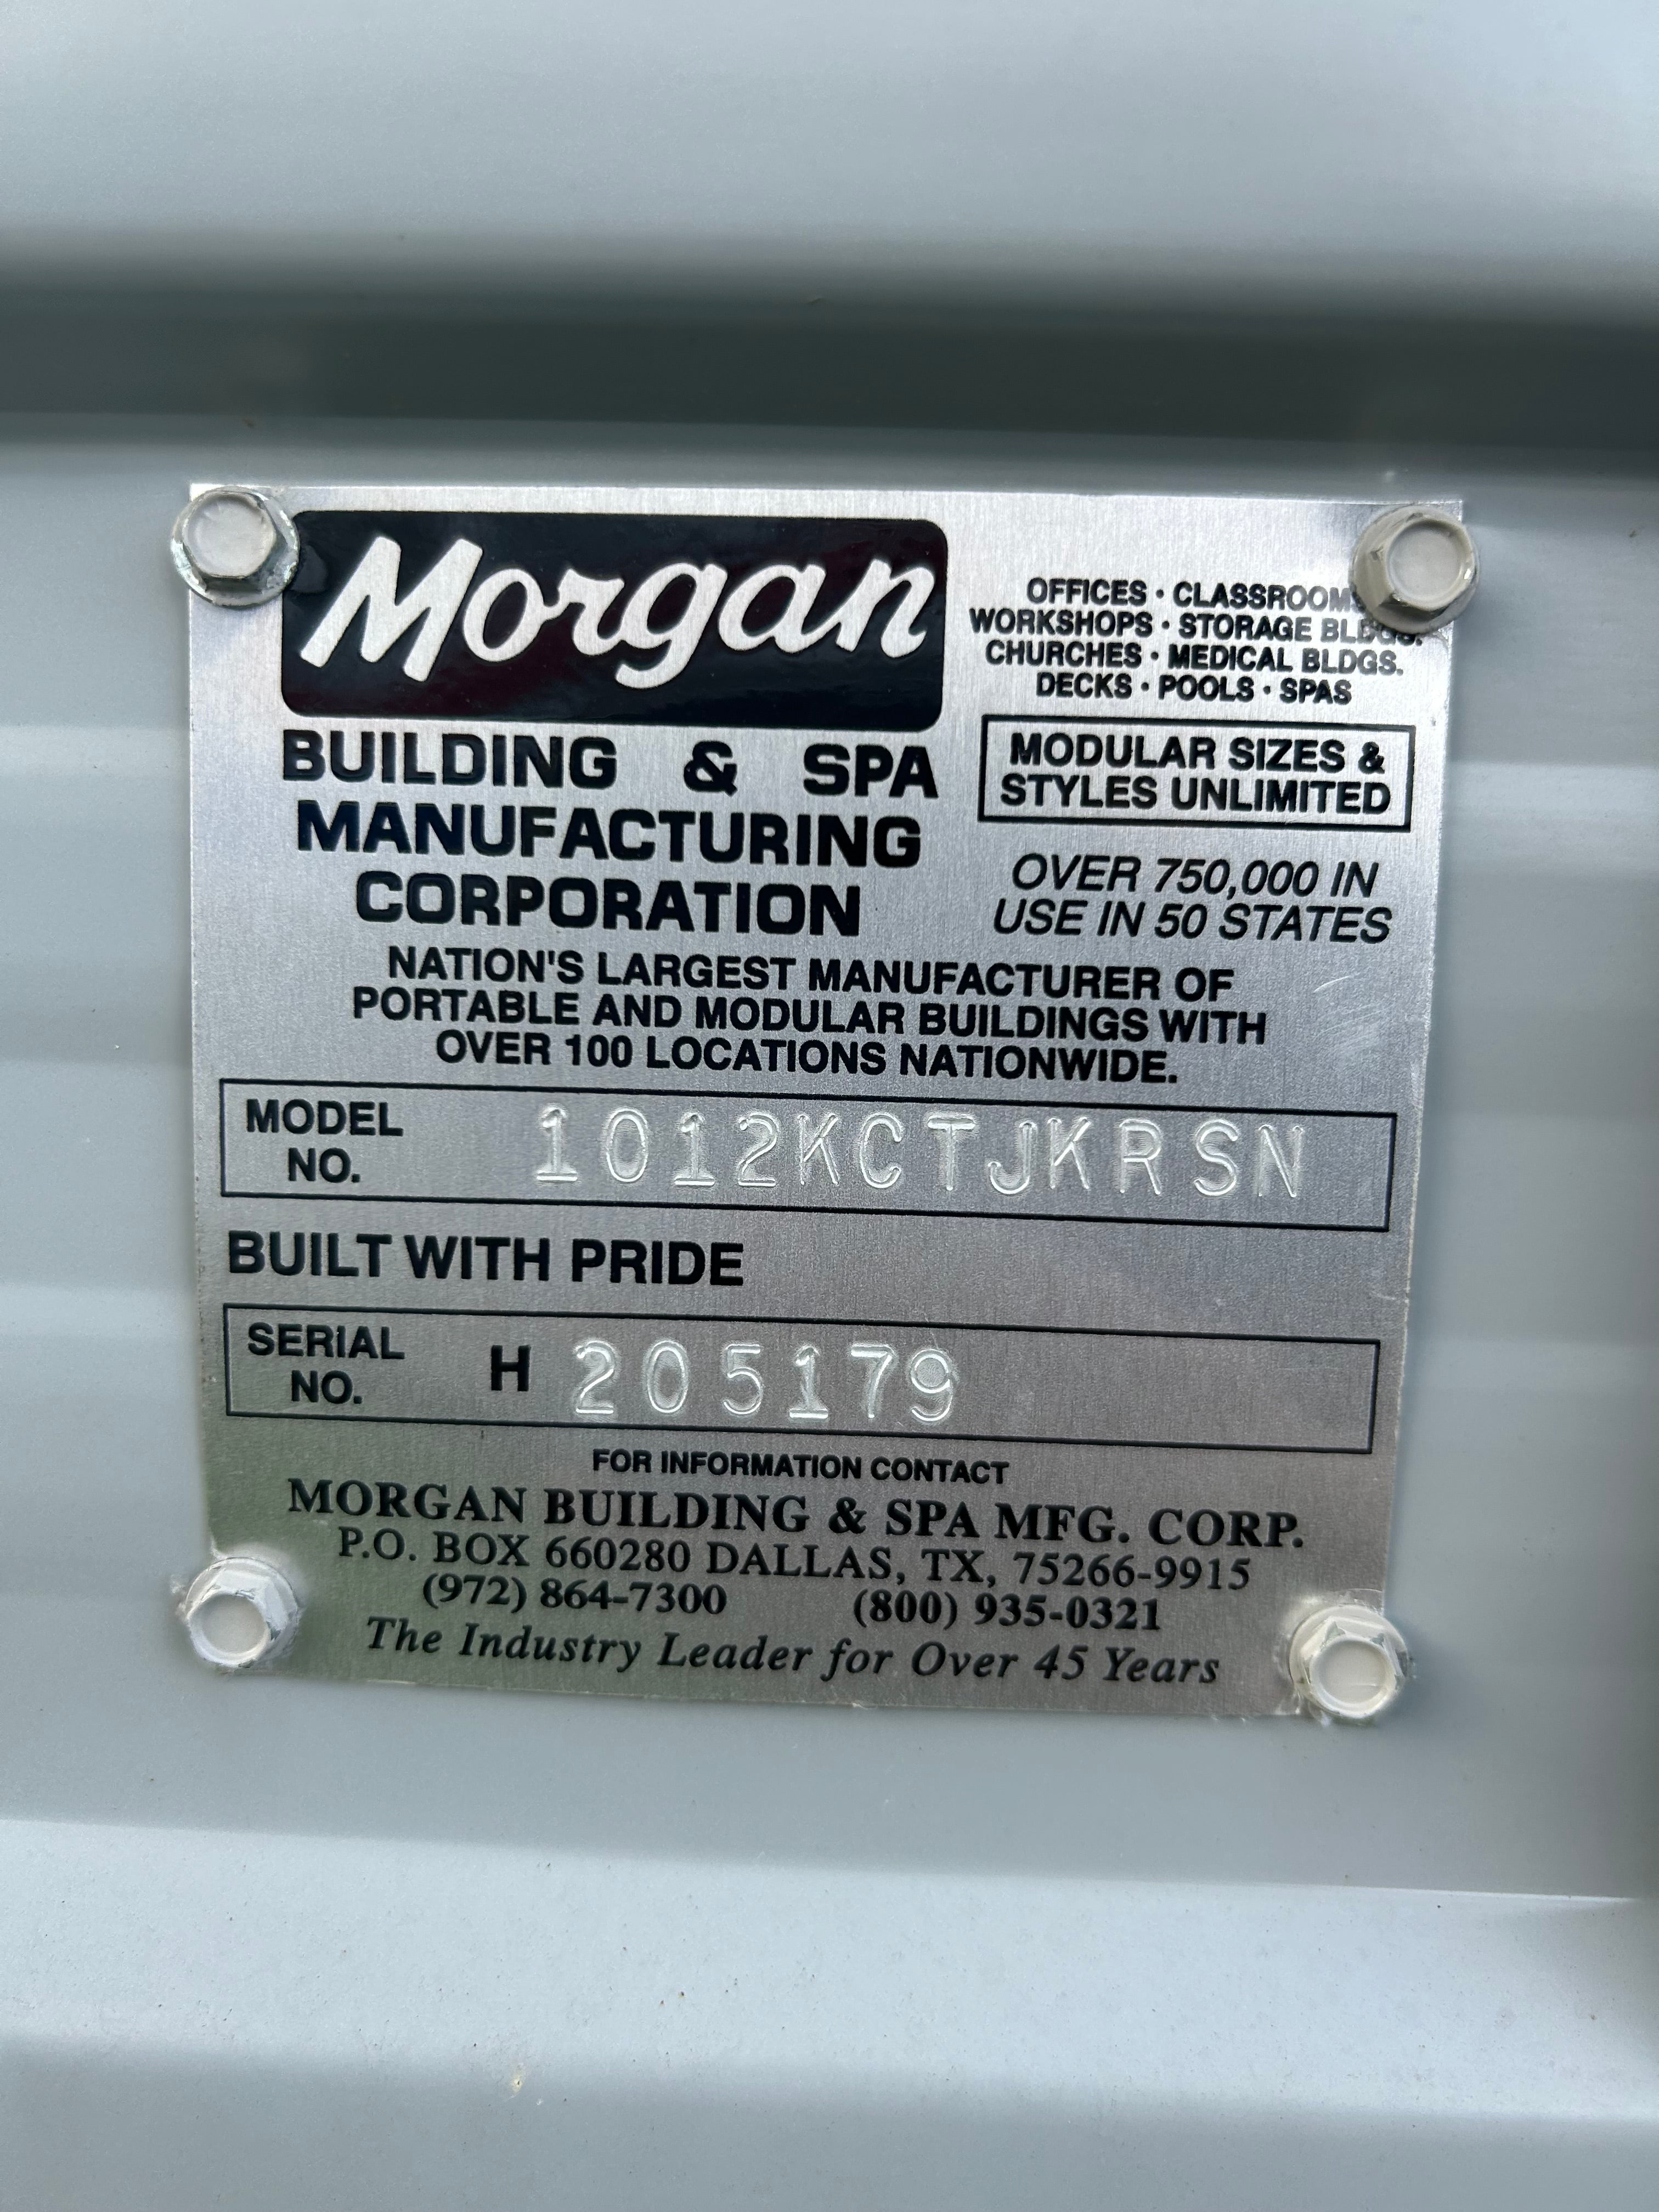 Morgan
BUILDING & SPA
MANUFACTURING
CORPORATION
OFFICES · CLASSROOMS
WORKSHOPS · STORAGE BLDGS.
CHURCHES · MEDICAL BLDGS.
DECKS · POOLS · SPAS
MODULAR SIZES &
STYLES UNLIMITED
OVER 750,000 IN
USE IN 50 STATES
NATION'S LARGEST MANUFACTURER OF
PORTABLE AND MODULAR BUILDINGS WITH
OVER 100 LOCATIONS NATIONWIDE.
MODEL
NO.
1012KCTJKRSN
BUILT WITH PRIDE
SERIAL
NO.
H 205179
FOR INFORMATION CONTACT
MORGAN BUILDING & SPA MFG. CORP.
P.O. BOX 660280 DALLAS, TX, 75266-9915
(972) 864-7300 (800) 935-0321
The Industry Leader for Over 45 Years